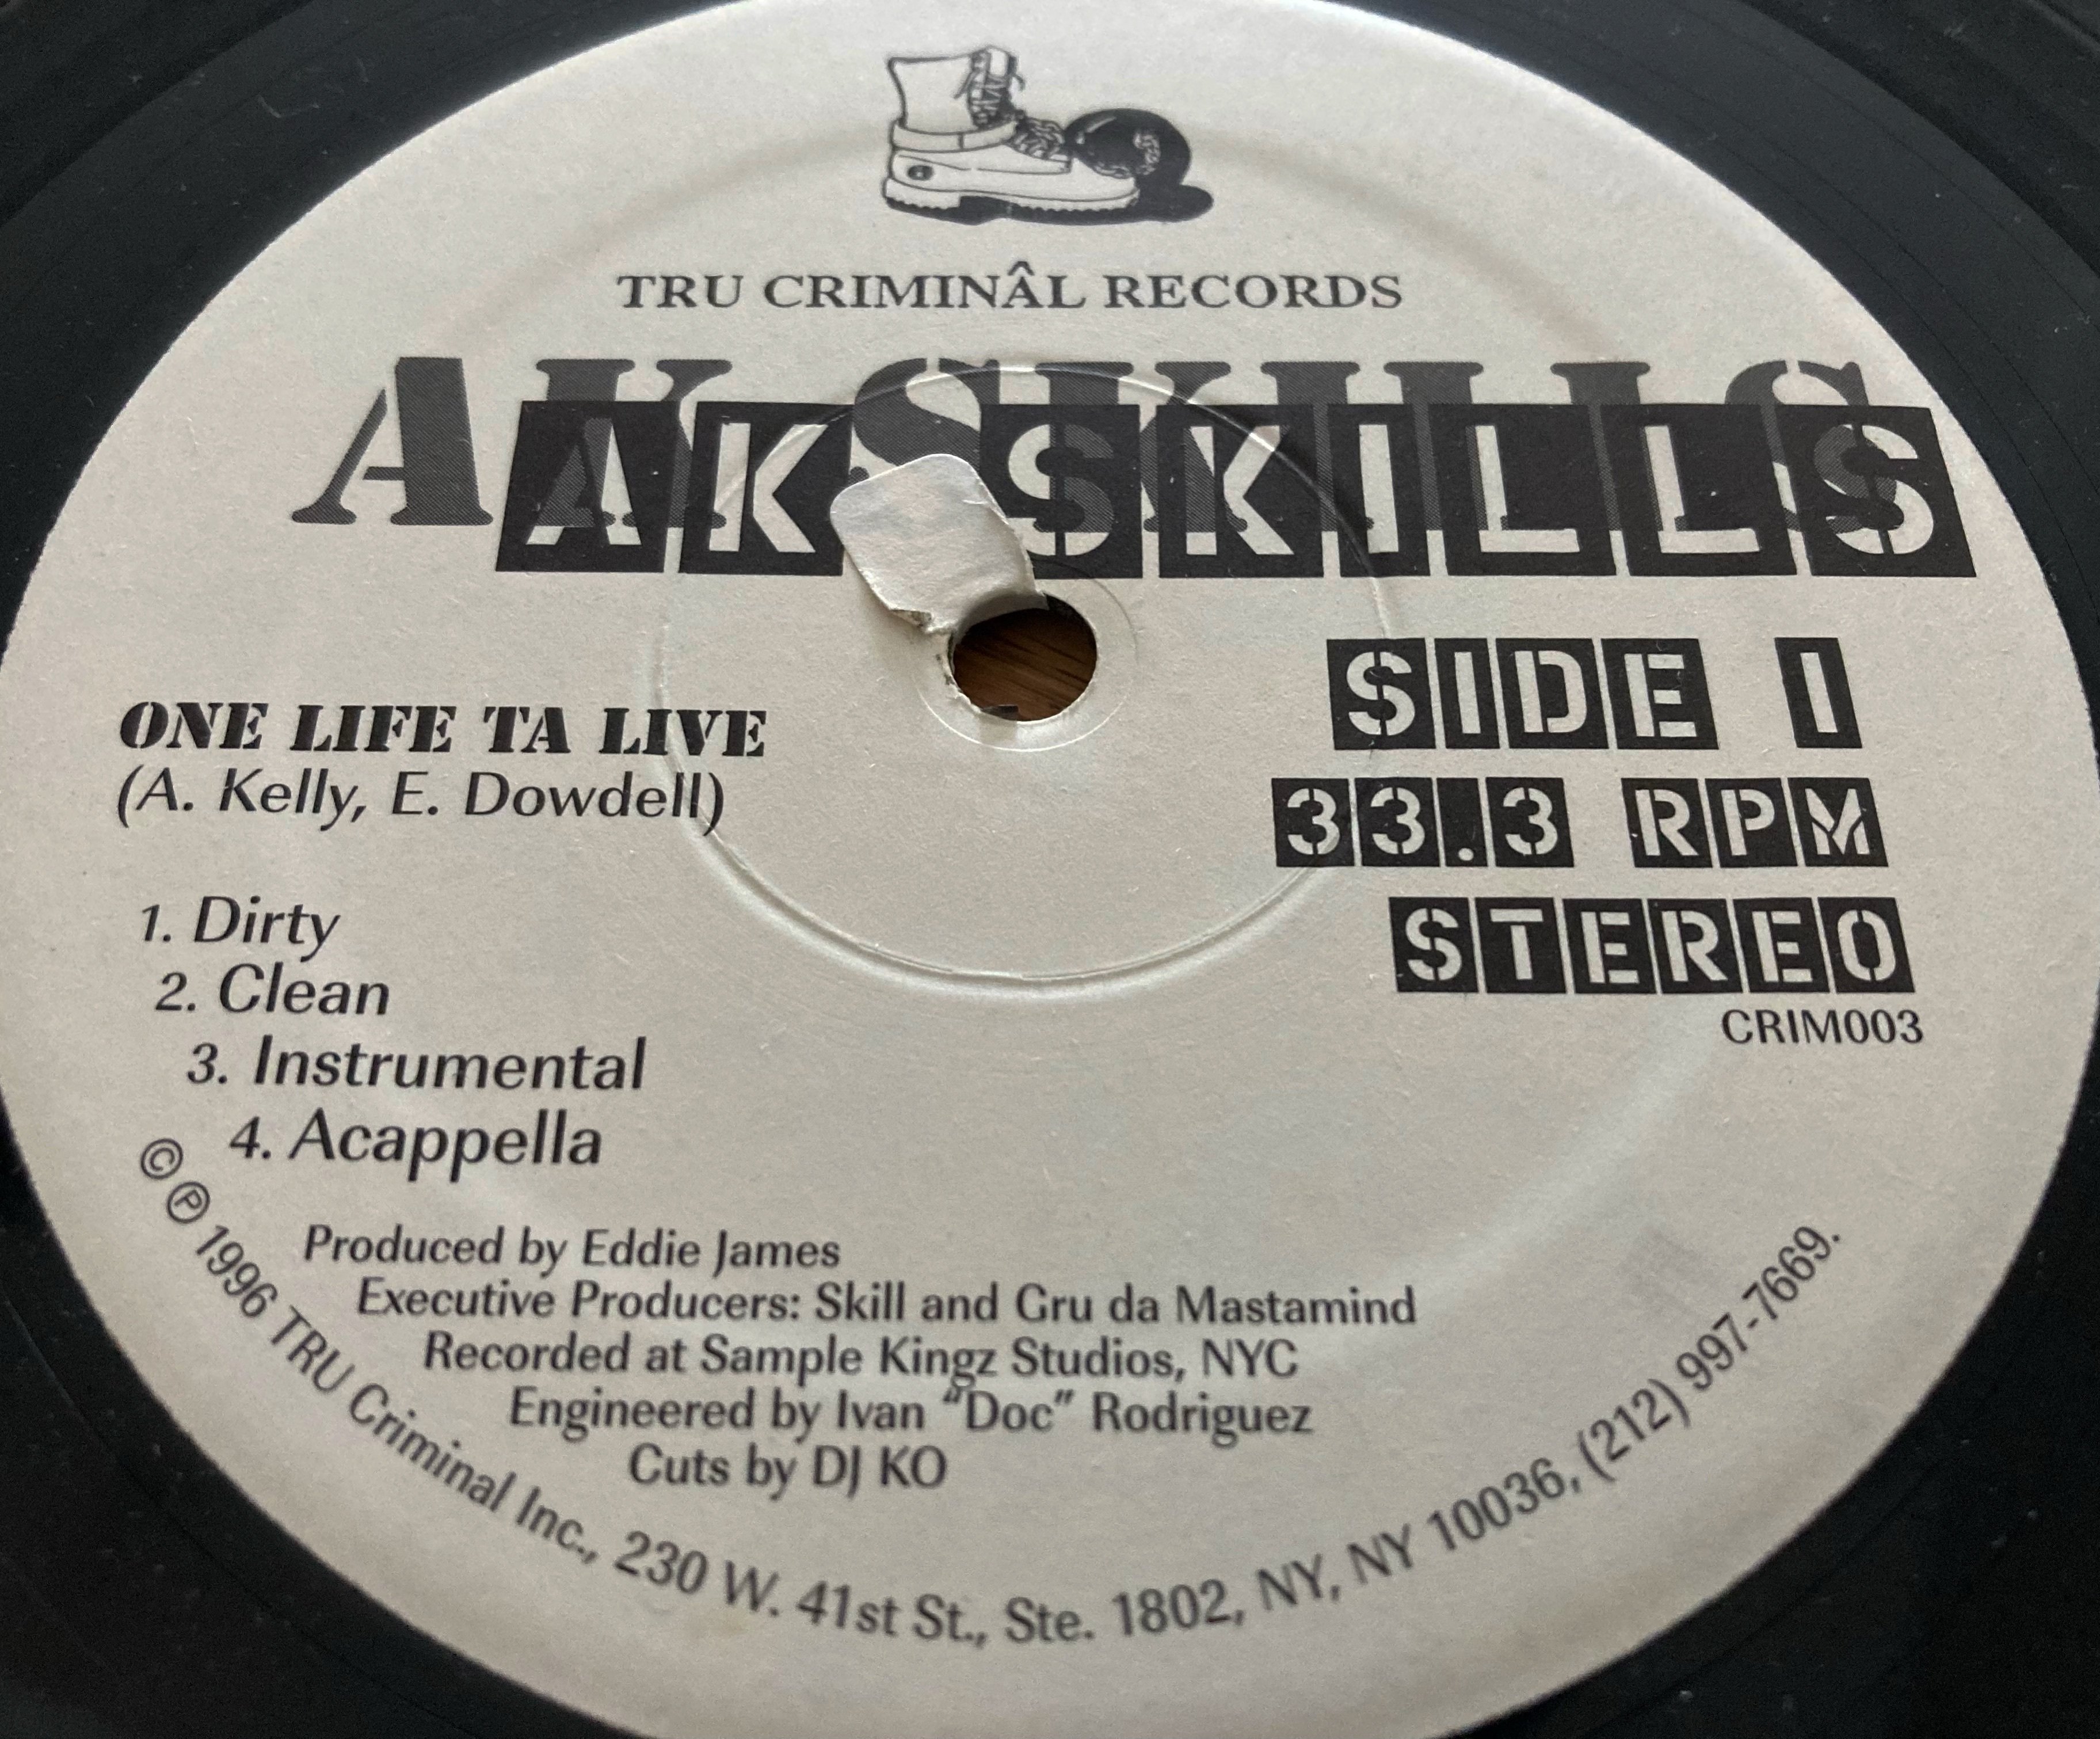 TRU CRIMINÂL RECORDS
AK SKILLS
AK SKILLS
SIDE 1
33.3 RPM
STEREO
CRIM003
ONE LIFE TA LIVE
(A. Kelly, E. Dowdell)
1. Dirty
2. Clean
3. Instrumental
4. Acappella
Produced by Eddie James
Executive Producers: Skill and Gru da Mastamind
Recorded at Sample Kingz Studios, NYC
Engineered by Ivan "Doc" Rodriguez
Cuts by DJ KO
©℗ 1996 TRU Criminal Inc., 230 W. 41st St., Ste. 1802, NY, NY 10036, (212) 997-7669.